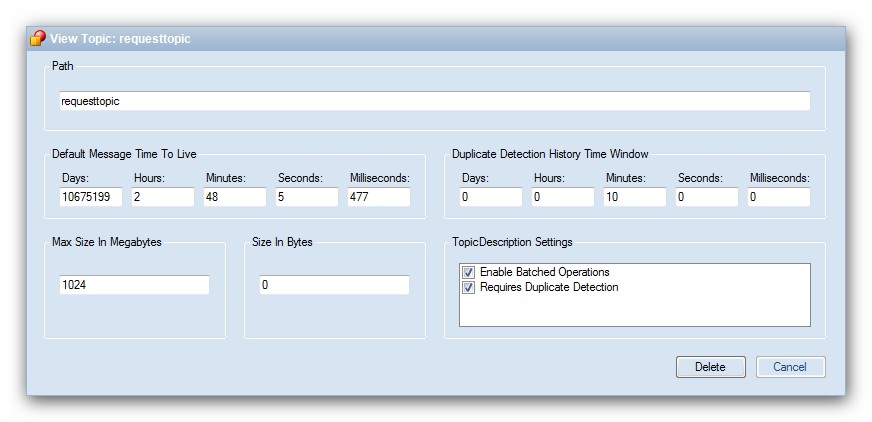 View Topic: requesttopic
Path
requesttopic
Default Message Time To Live
Days: Hours: Minutes: Seconds: Milliseconds:
10675199 2 48 5 477
Duplicate Detection History Time Window
Days: Hours: Minutes: Seconds: Milliseconds:
0 0 10 0 0
Max Size In Megabytes
1024
Size In Bytes
0
TopicDescription Settings
Enable Batched Operations
Requires Duplicate Detection
Delete Cancel